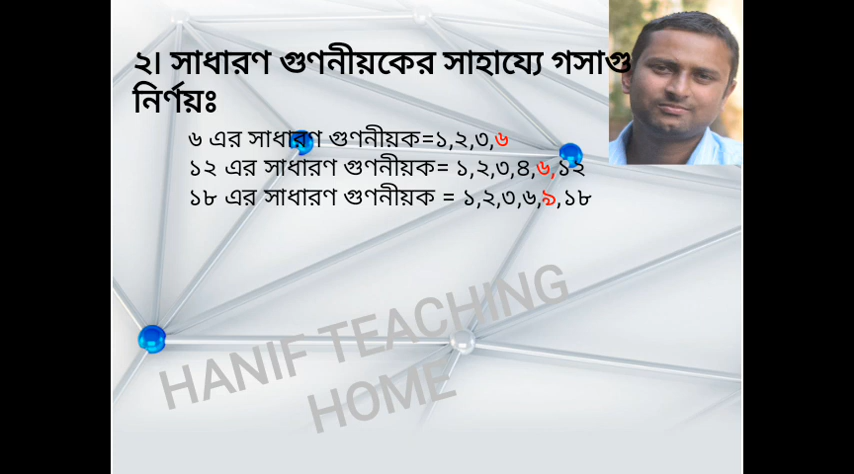 ২। সাধারণ গুণনীয়কের সাহায্যে গসাগু
নির্ণয়ঃ
৬ এর সাধারণ গুণনীয়ক=১,২,৩,৬
১২ এর সাধারণ গুণনীয়ক= ১,২,৩,৪,৬,১২
১৮ এর সাধারণ গুণনীয়ক = ১,২,৩,৬,৯,১৮
HANIF TEACHING
HOME